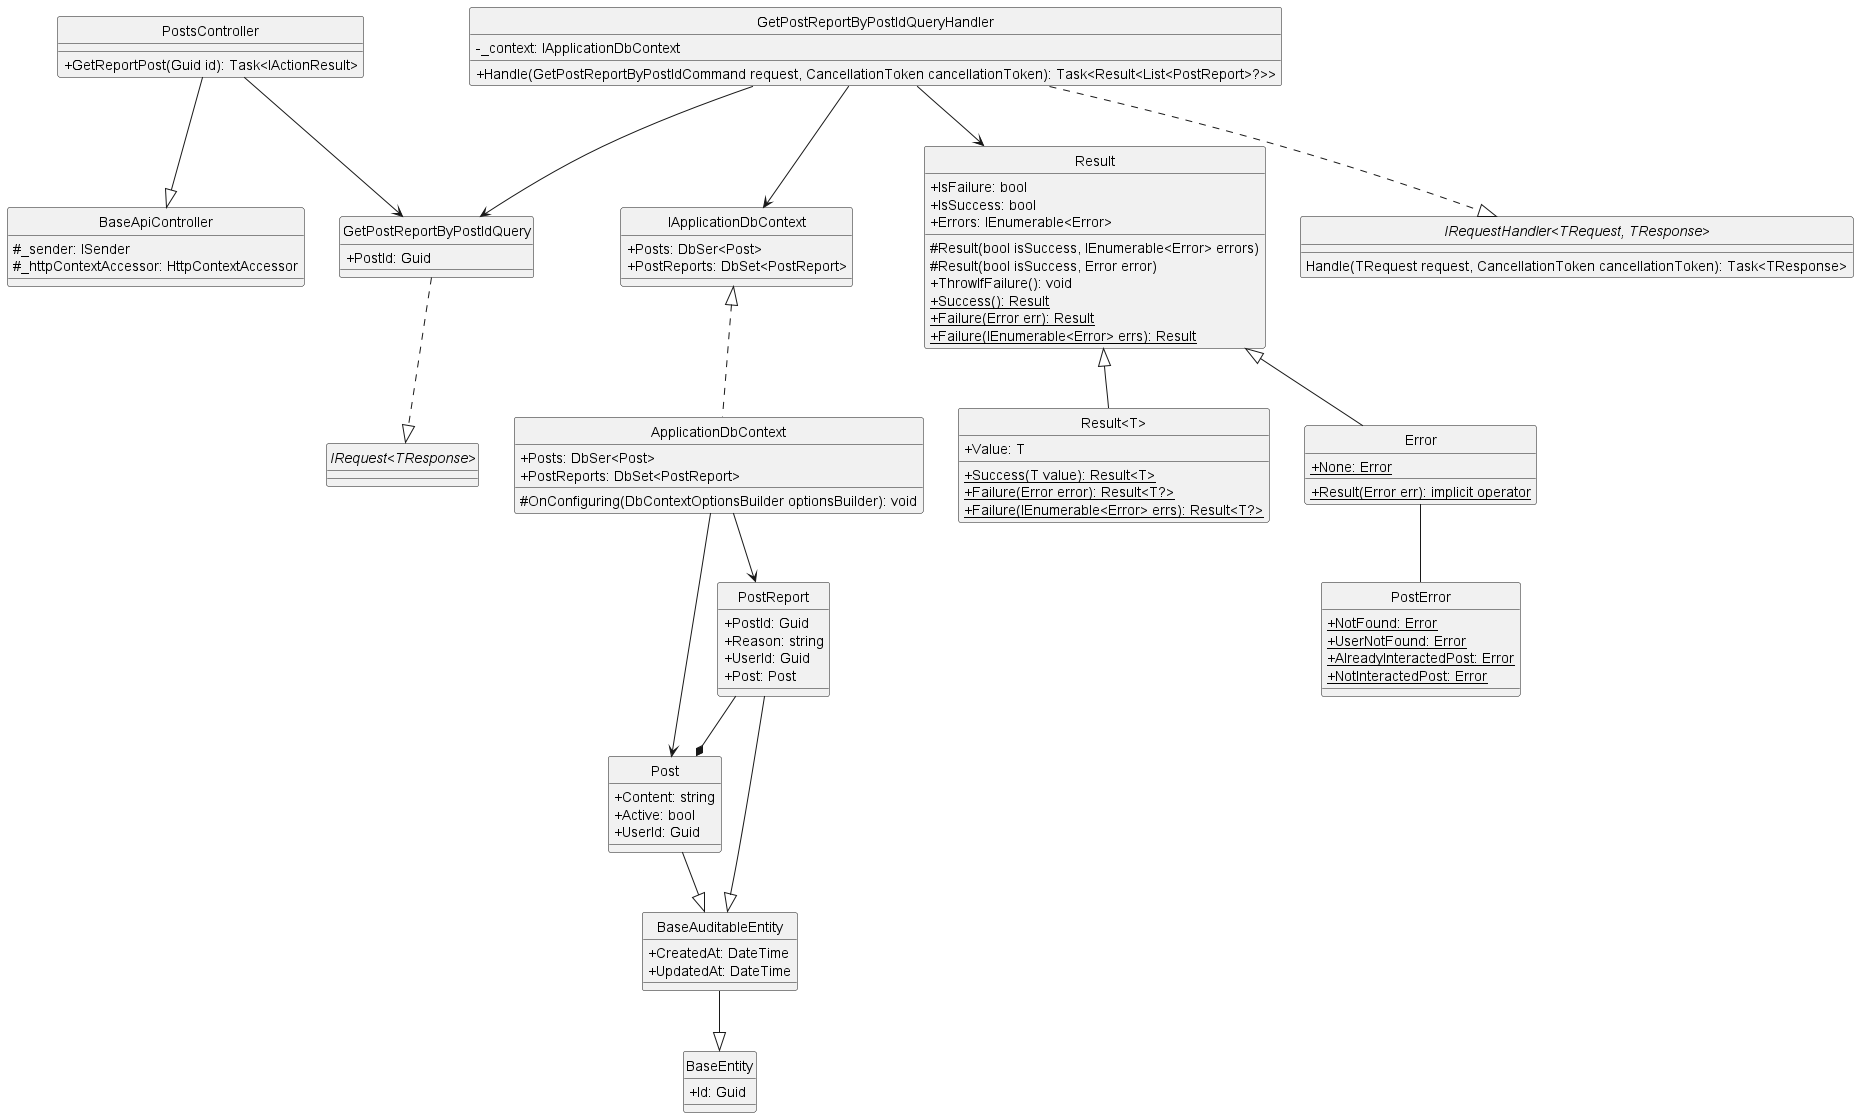 PostsController
+GetReportPost(Guid id): Task<IActionResult>
GetPostReportByPostIdQueryHandler
-_context: IApplicationDbContext
+Handle(GetPostReportByPostIdCommand request, CancellationToken cancellationToken): Task<Result<List<PostReport>?>>
BaseApiController
#_sender: ISender
#_httpContextAccessor: HttpContextAccessor
GetPostReportByPostIdQuery
+PostId: Guid
IApplicationDbContext
+Posts: DbSer<Post>
+PostReports: DbSet<PostReport>
Result
+IsFailure: bool
+IsSuccess: bool
+Errors: IEnumerable<Error>
#Result(bool isSuccess, IEnumerable<Error> errors)
#Result(bool isSuccess, Error error)
+ThrowIfFailure(): void
+Success(): Result
+Failure(Error err): Result
+Failure(IEnumerable<Error> errs): Result
IRequestHandler<TRequest, TResponse>
Handle(TRequest request, CancellationToken cancellationToken): Task<TResponse>
IRequest<TResponse>
ApplicationDbContext
+Posts: DbSer<Post>
+PostReports: DbSet<PostReport>
#OnConfiguring(DbContextOptionsBuilder optionsBuilder): void
Result<T>
+Value: T
+Success(T value): Result<T>
+Failure(Error error): Result<T?>
+Failure(IEnumerable<Error> errs): Result<T?>
Error
+None: Error
+Result(Error err): implicit operator
PostReport
+PostId: Guid
+Reason: string
+UserId: Guid
+Post: Post
PostError
+NotFound: Error
+UserNotFound: Error
+AlreadyInteractedPost: Error
+NotInteractedPost: Error
Post
+Content: string
+Active: bool
+UserId: Guid
BaseAuditableEntity
+CreatedAt: DateTime
+UpdatedAt: DateTime
BaseEntity
+Id: Guid